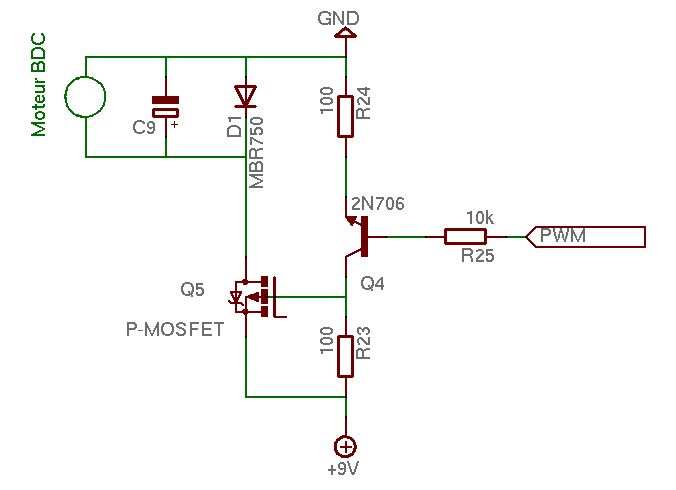 GND
Moteur BDC
C9
+
D1
MBR750
100
R24
2N706
10k
PWM
R25
Q4
Q5
P-MOSFET
100
R23
+9V